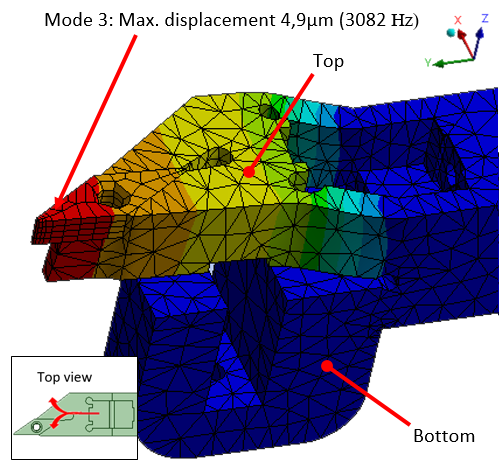 Mode 3: Max. displacement 4,9µm (3082 Hz)
Top
X
Z
Y
Top view
Bottom